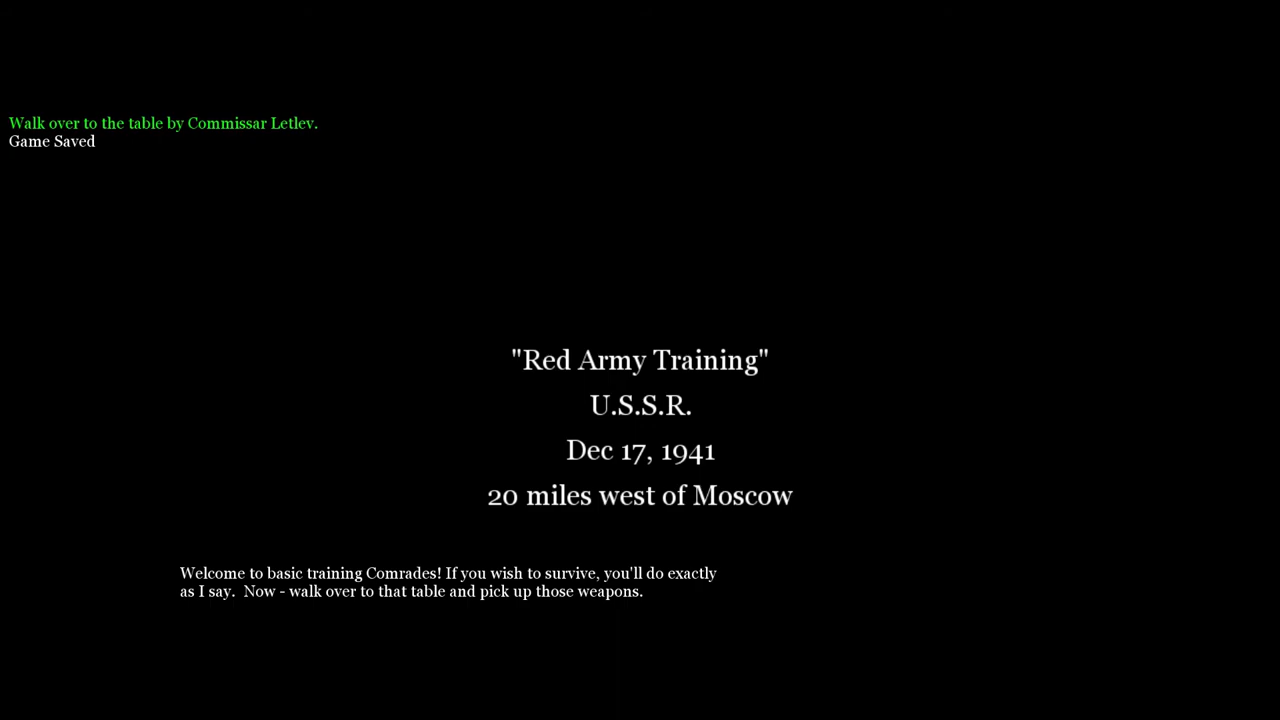 Walk over to the table by Commissar Letlev.
Game Saved
"Red Army Training"
U.S.S.R.
Dec 17, 1941
20 miles west of Moscow
Welcome to basic training Comrades! If you wish to survive, you'll do exactly
as I say.  Now - walk over to that table and pick up those weapons.